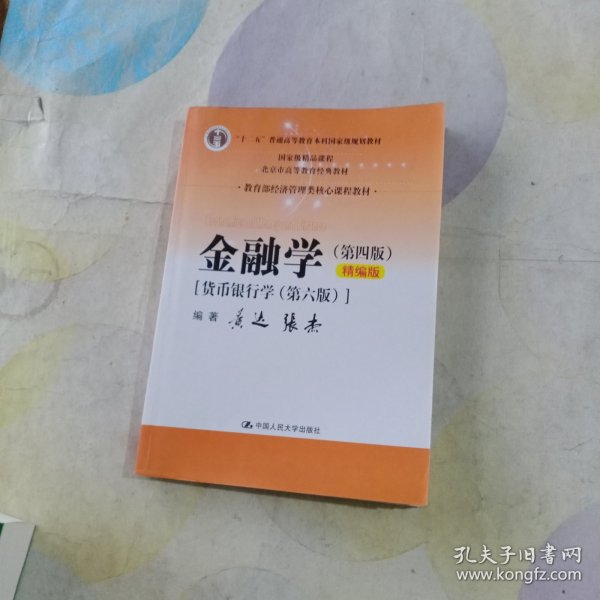 "十二五"普通高等教育本科国家级规划教材
国家级精品课程
北京市高等教育经典教材
·教育部经济管理类核心课程教材·
金融学(第四版)
精编版
[货币银行学(第六版)]
编著 黄达 张杰
中国人民大学出版社
孔夫子旧书网
www.kongfz.com